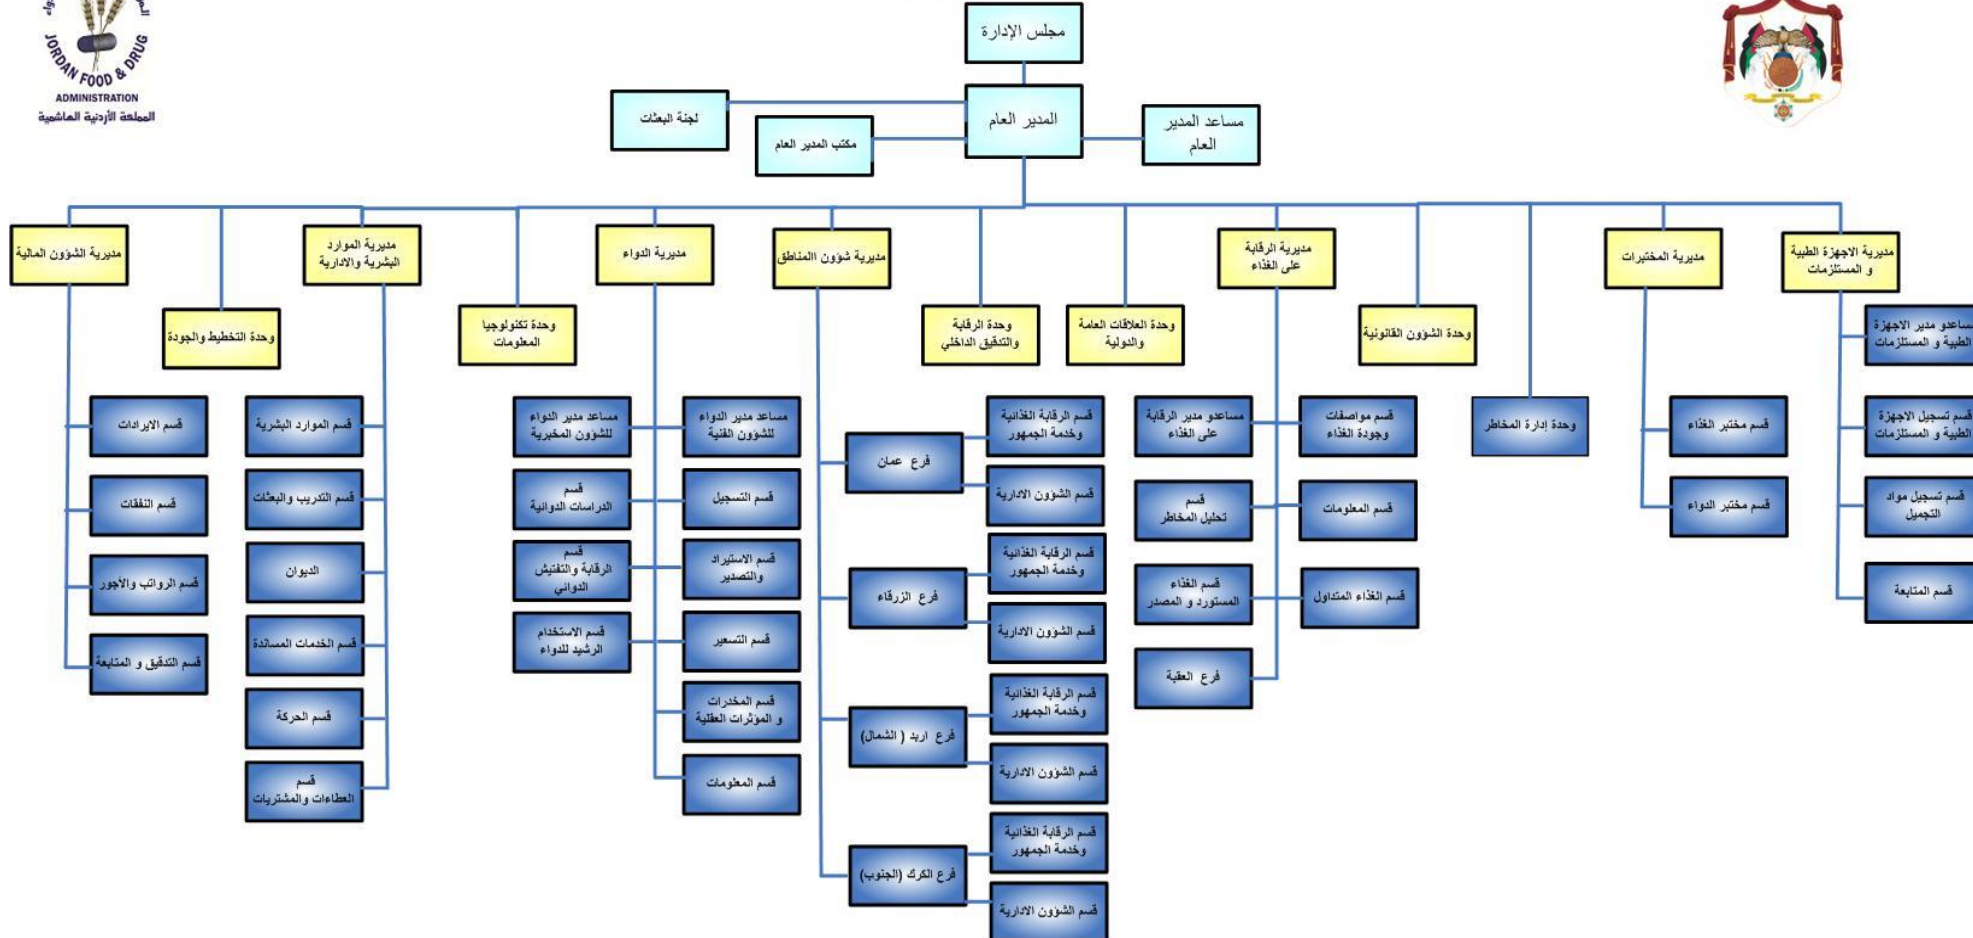 JORDAN FOOD & DRUG
ADMINISTRATION
المملكة الأردنية الهاشمية
مجلس الإدارة
المدير العام
مساعد المدير
العام
لجنة البعثات
مكتب المدير العام
مديرية الاجهزة الطبية
و المستلزمات
مديرية المختبرات
مديرية الرقابة
على الغذاء
مديرية شؤون االمناطق
مديرية الدواء
مديرية الموارد
البشرية والادارية
مديرية الشؤون المالية
وحدة الشؤون القانونية
وحدة العلاقات العامة
والدولية
وحدة الرقابة
والتدقيق الداخلي
وحدة تكنولوجيا
المعلومات
وحدة التخطيط والجودة
وحدة إدارة المخاطر
مساعدو مدير الاجهزة
الطبية و المستلزمات
قسم تسجيل الاجهزة
الطبية و المستلزمات
قسم تسجيل مواد
التجميل
قسم المتابعة
قسم مختبر الغذاء
قسم مختبر الدواء
قسم مواصفات
وجودة الغذاء
مساعدو مدير الرقابة
على الغذاء
قسم المعلومات
قسم
تحليل المخاطر
قسم الغذاء المتداول
قسم الغذاء
المستورد و المصدر
فرع العقبة
فرع عمان
قسم الرقابة الغذائية
وخدمة الجمهور
قسم الشؤون الادارية
فرع الزرقاء
قسم الرقابة الغذائية
وخدمة الجمهور
قسم الشؤون الادارية
فرع اربد ( الشمال)
قسم الرقابة الغذائية
وخدمة الجمهور
قسم الشؤون الادارية
فرع الكرك (الجنوب)
قسم الرقابة الغذائية
وخدمة الجمهور
قسم الشؤون الادارية
مساعد مدير الدواء
للشؤون الفنية
مساعد مدير الدواء
للشؤون المخبرية
قسم التسجيل
قسم
الدراسات الدوائية
قسم الاستيراد
والتصدير
قسم
الرقابة والتفتيش
الدوائي
قسم التسعير
قسم الاستخدام
الرشيد للدواء
قسم المخدرات
و المؤثرات العقلية
قسم المعلومات
قسم الموارد البشرية
قسم التدريب والبعثات
الديوان
قسم الخدمات المساندة
قسم الحركة
قسم
العطاءات والمشتريات
قسم الايرادات
قسم النفقات
قسم الرواتب والأجور
قسم التدقيق و المتابعة